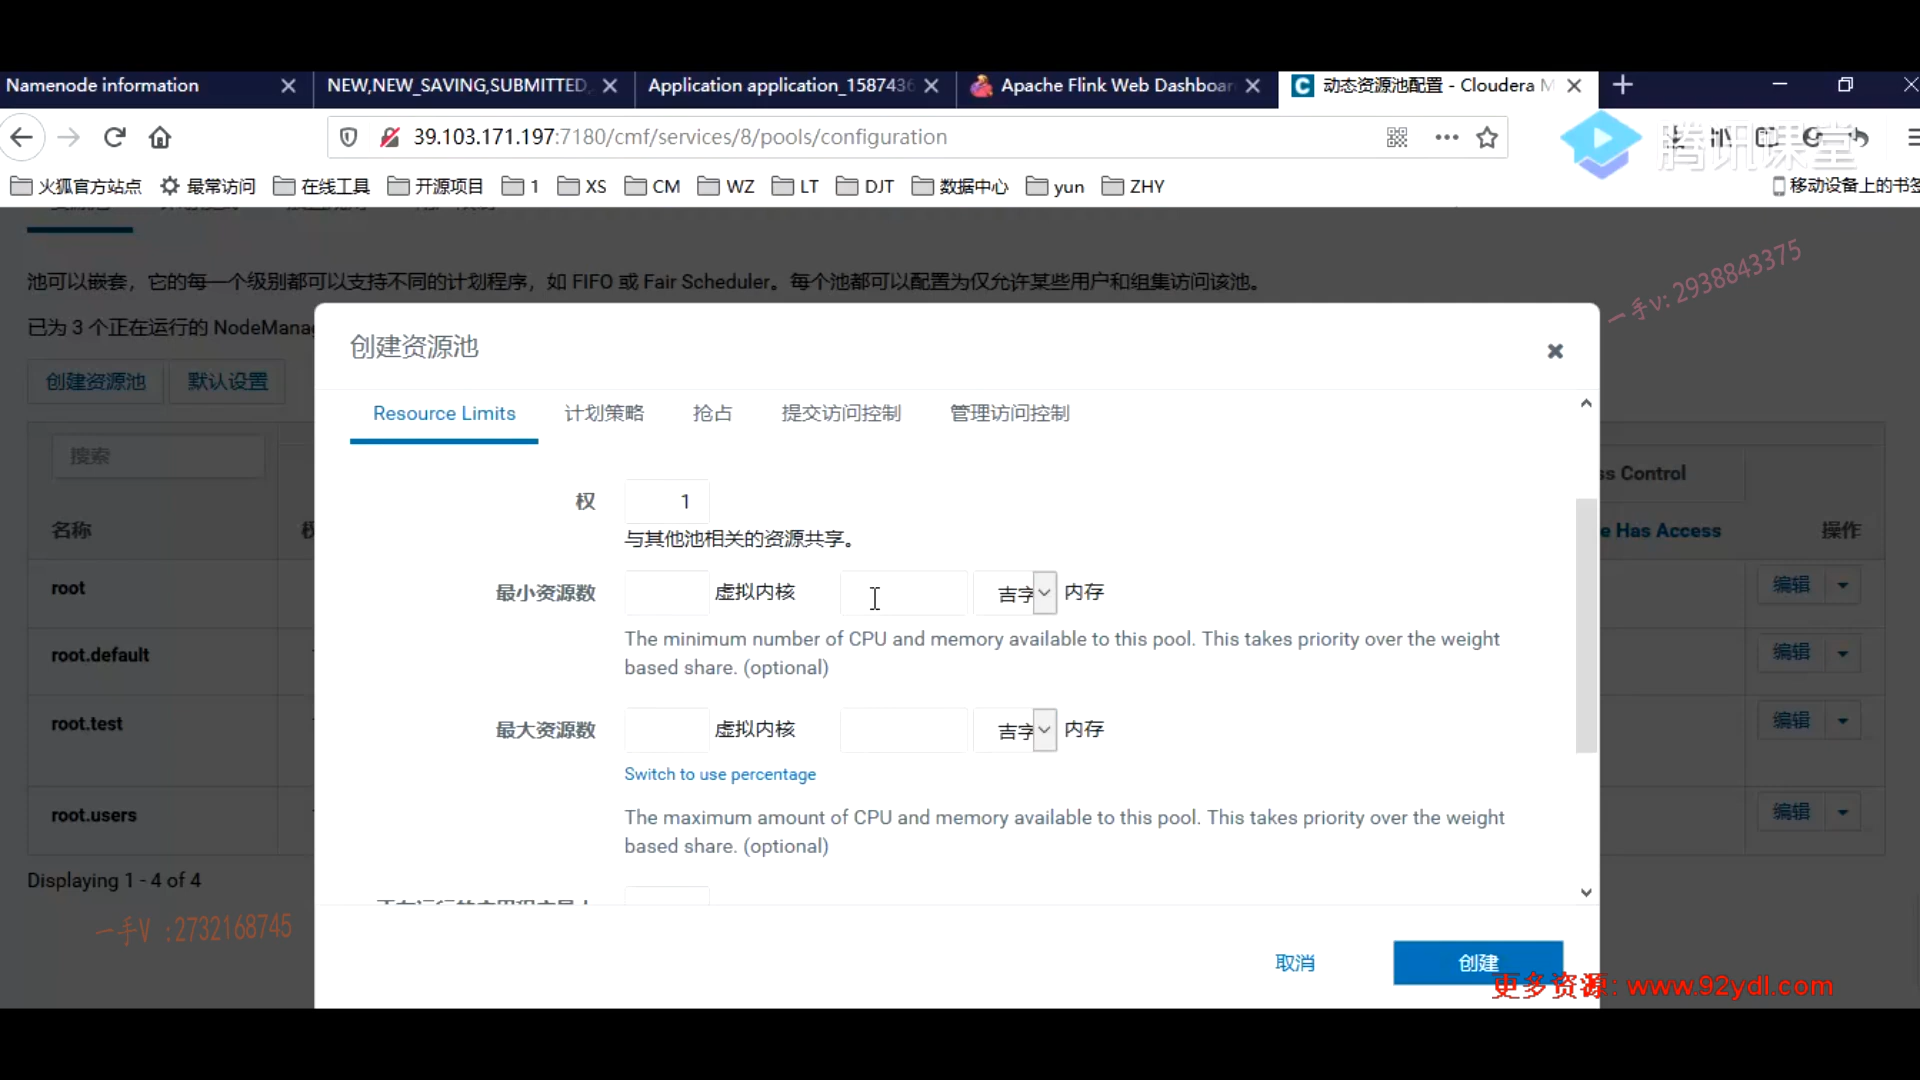 Namenode information
NEW,NEW_SAVING,SUBMITTED,
Application application_1587436
Apache Flink Web Dashboar
动态资源池配置 - Cloudera M
39.103.171.197:7180/cmf/services/8/pools/configuration
腾讯课堂
火狐官方站点
最常访问
在线工具
开源项目
1
XS
CM
WZ
LT
DJT
数据中心
yun
ZHY
移动设备上的书签
池可以嵌套，它的每一个级别都可以支持不同的计划程序，如 FIFO 或 Fair Scheduler。每个池都可以配置为仅允许某些用户和组集访问该池。
一手v: 2938843375
已为 3 个正在运行的 NodeManag
创建资源池
默认设置
创建资源池
Resource Limits
计划策略
抢占
提交访问控制
管理访问控制
搜索
ss Control
名称
权
e Has Access
操作
权
1
与其他池相关的资源共享。
root
编辑
最小资源数
虚拟内核
吉字
内存
The minimum number of CPU and memory available to this pool. This takes priority over the weight
based share. (optional)
root.default
编辑
root.test
编辑
最大资源数
虚拟内核
吉字
内存
Switch to use percentage
The maximum amount of CPU and memory available to this pool. This takes priority over the weight
based share. (optional)
root.users
编辑
Displaying 1 - 4 of 4
一手V :2732168745
取消
创建
更多资源: www.92ydl.com